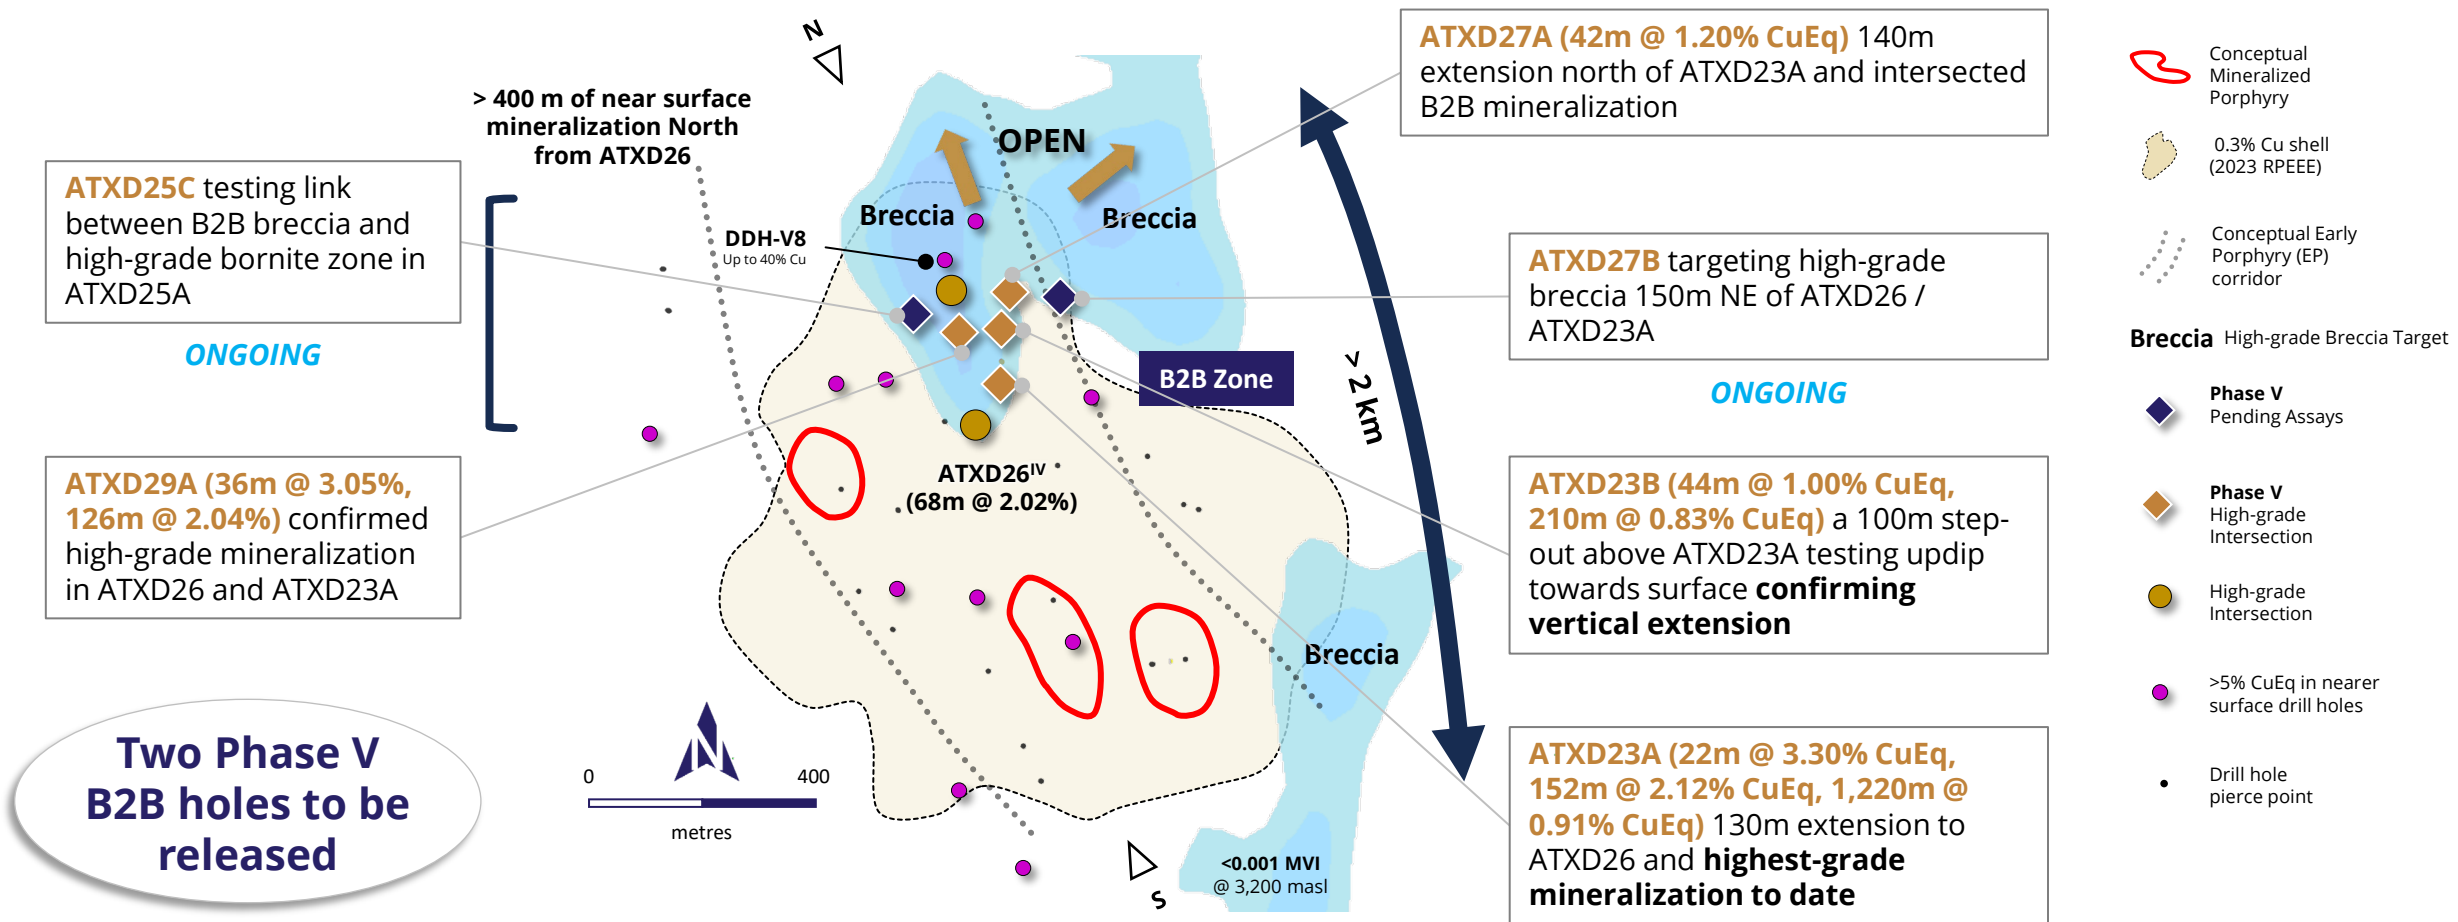 N
> 400 m of near surface
mineralization North
from ATXD26
ATXD25C testing link
between B2B breccia and
high-grade bornite zone in
ATXD25A
ONGOING
ATXD29A (36m @ 3.05%,
126m @ 2.04%) confirmed
high-grade mineralization
in ATXD26 and ATXD23A
Two Phase V
B2B holes to be
released
OPEN
Breccia
Breccia
DDH-V8
Up to 40% Cu
B2B Zone
ATXD26IV
(68m @ 2.02%)
Breccia
> 2 km
N
0 400
metres
S
<0.001 MVI
@ 3,200 masl
ATXD27A (42m @ 1.20% CuEq) 140m
extension north of ATXD23A and intersected
B2B mineralization
ATXD27B targeting high-grade
breccia 150m NE of ATXD26 /
ATXD23A
ONGOING
ATXD23B (44m @ 1.00% CuEq,
210m @ 0.83% CuEq) a 100m step-
out above ATXD23A testing updip
towards surface confirming
vertical extension
ATXD23A (22m @ 3.30% CuEq,
152m @ 2.12% CuEq, 1,220m @
0.91% CuEq) 130m extension to
ATXD26 and highest-grade
mineralization to date
Conceptual
Mineralized
Porphyry
0.3% Cu shell
(2023 RPEEE)
Conceptual Early
Porphyry (EP)
corridor
Breccia High-grade Breccia Target
Phase V
Pending Assays
Phase V
High-grade
Intersection
High-grade
Intersection
>5% CuEq in nearer
surface drill holes
Drill hole
pierce point